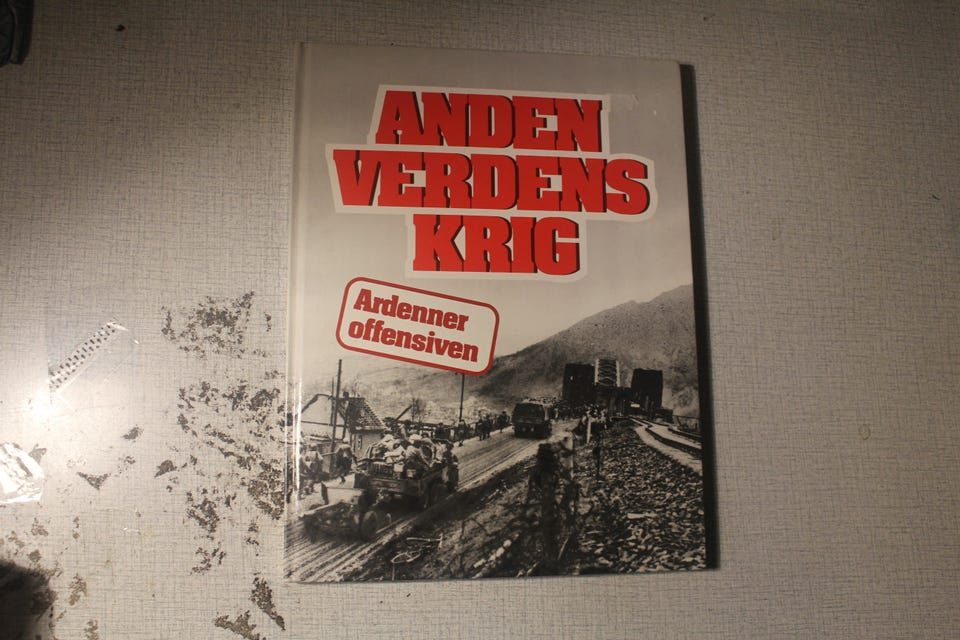 ANDEN
VERDENS
KRIG
Ardenner
offensiven